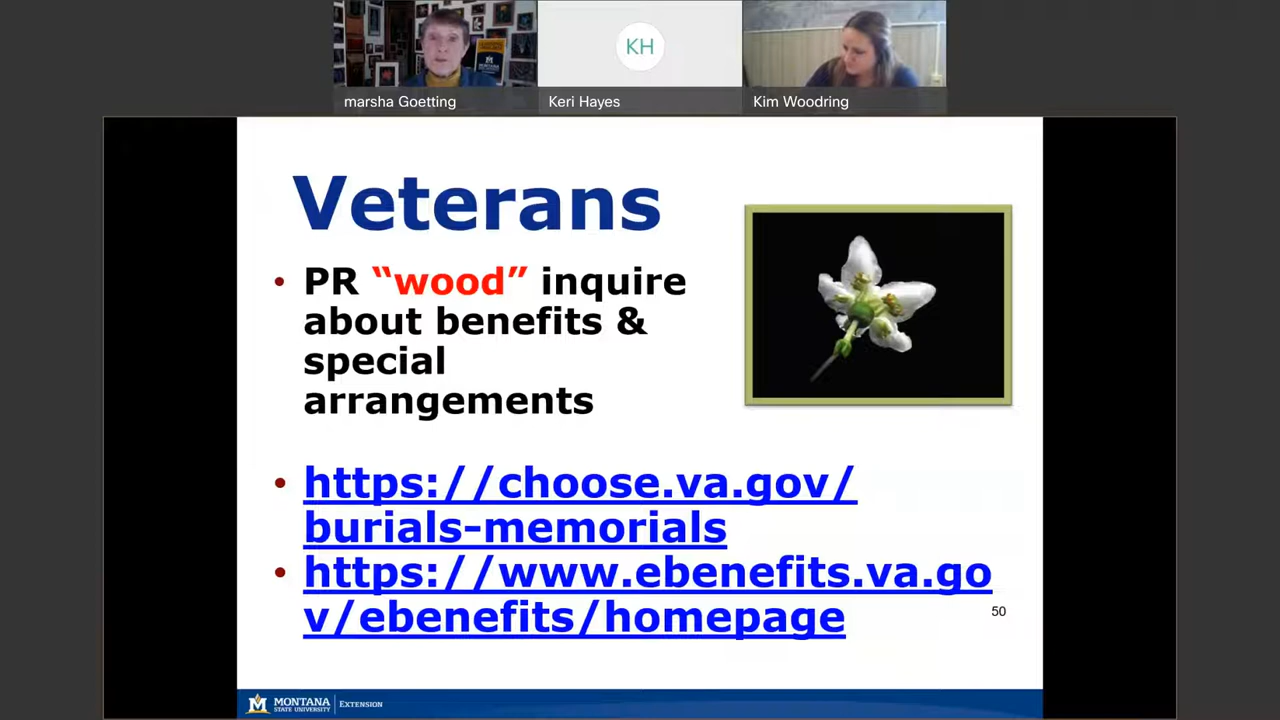 KH
marsha Goetting
Keri Hayes
Kim Woodring
Veterans
• PR “wood” inquire
about benefits &
special
arrangements
• https://choose.va.gov/
burials-memorials
• https://www.ebenefits.va.go
v/ebenefits/homepage
50
M MONTANA
STATE UNIVERSITY
EXTENSION